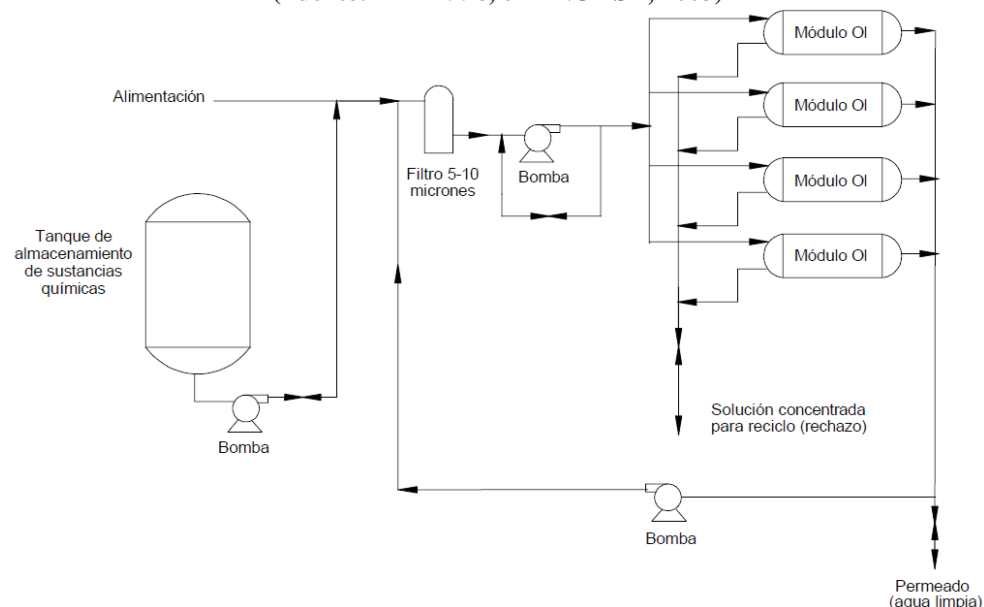 Módulo OI
Módulo OI
Módulo OI
Módulo OI
Alimentación
Filtro 5-10
micrones
Bomba
Tanque de
almacenamiento
de sustancias
químicas
Bomba
Solución concentrada
para reciclo (rechazo)
Bomba
Permeado
(agua limpia)